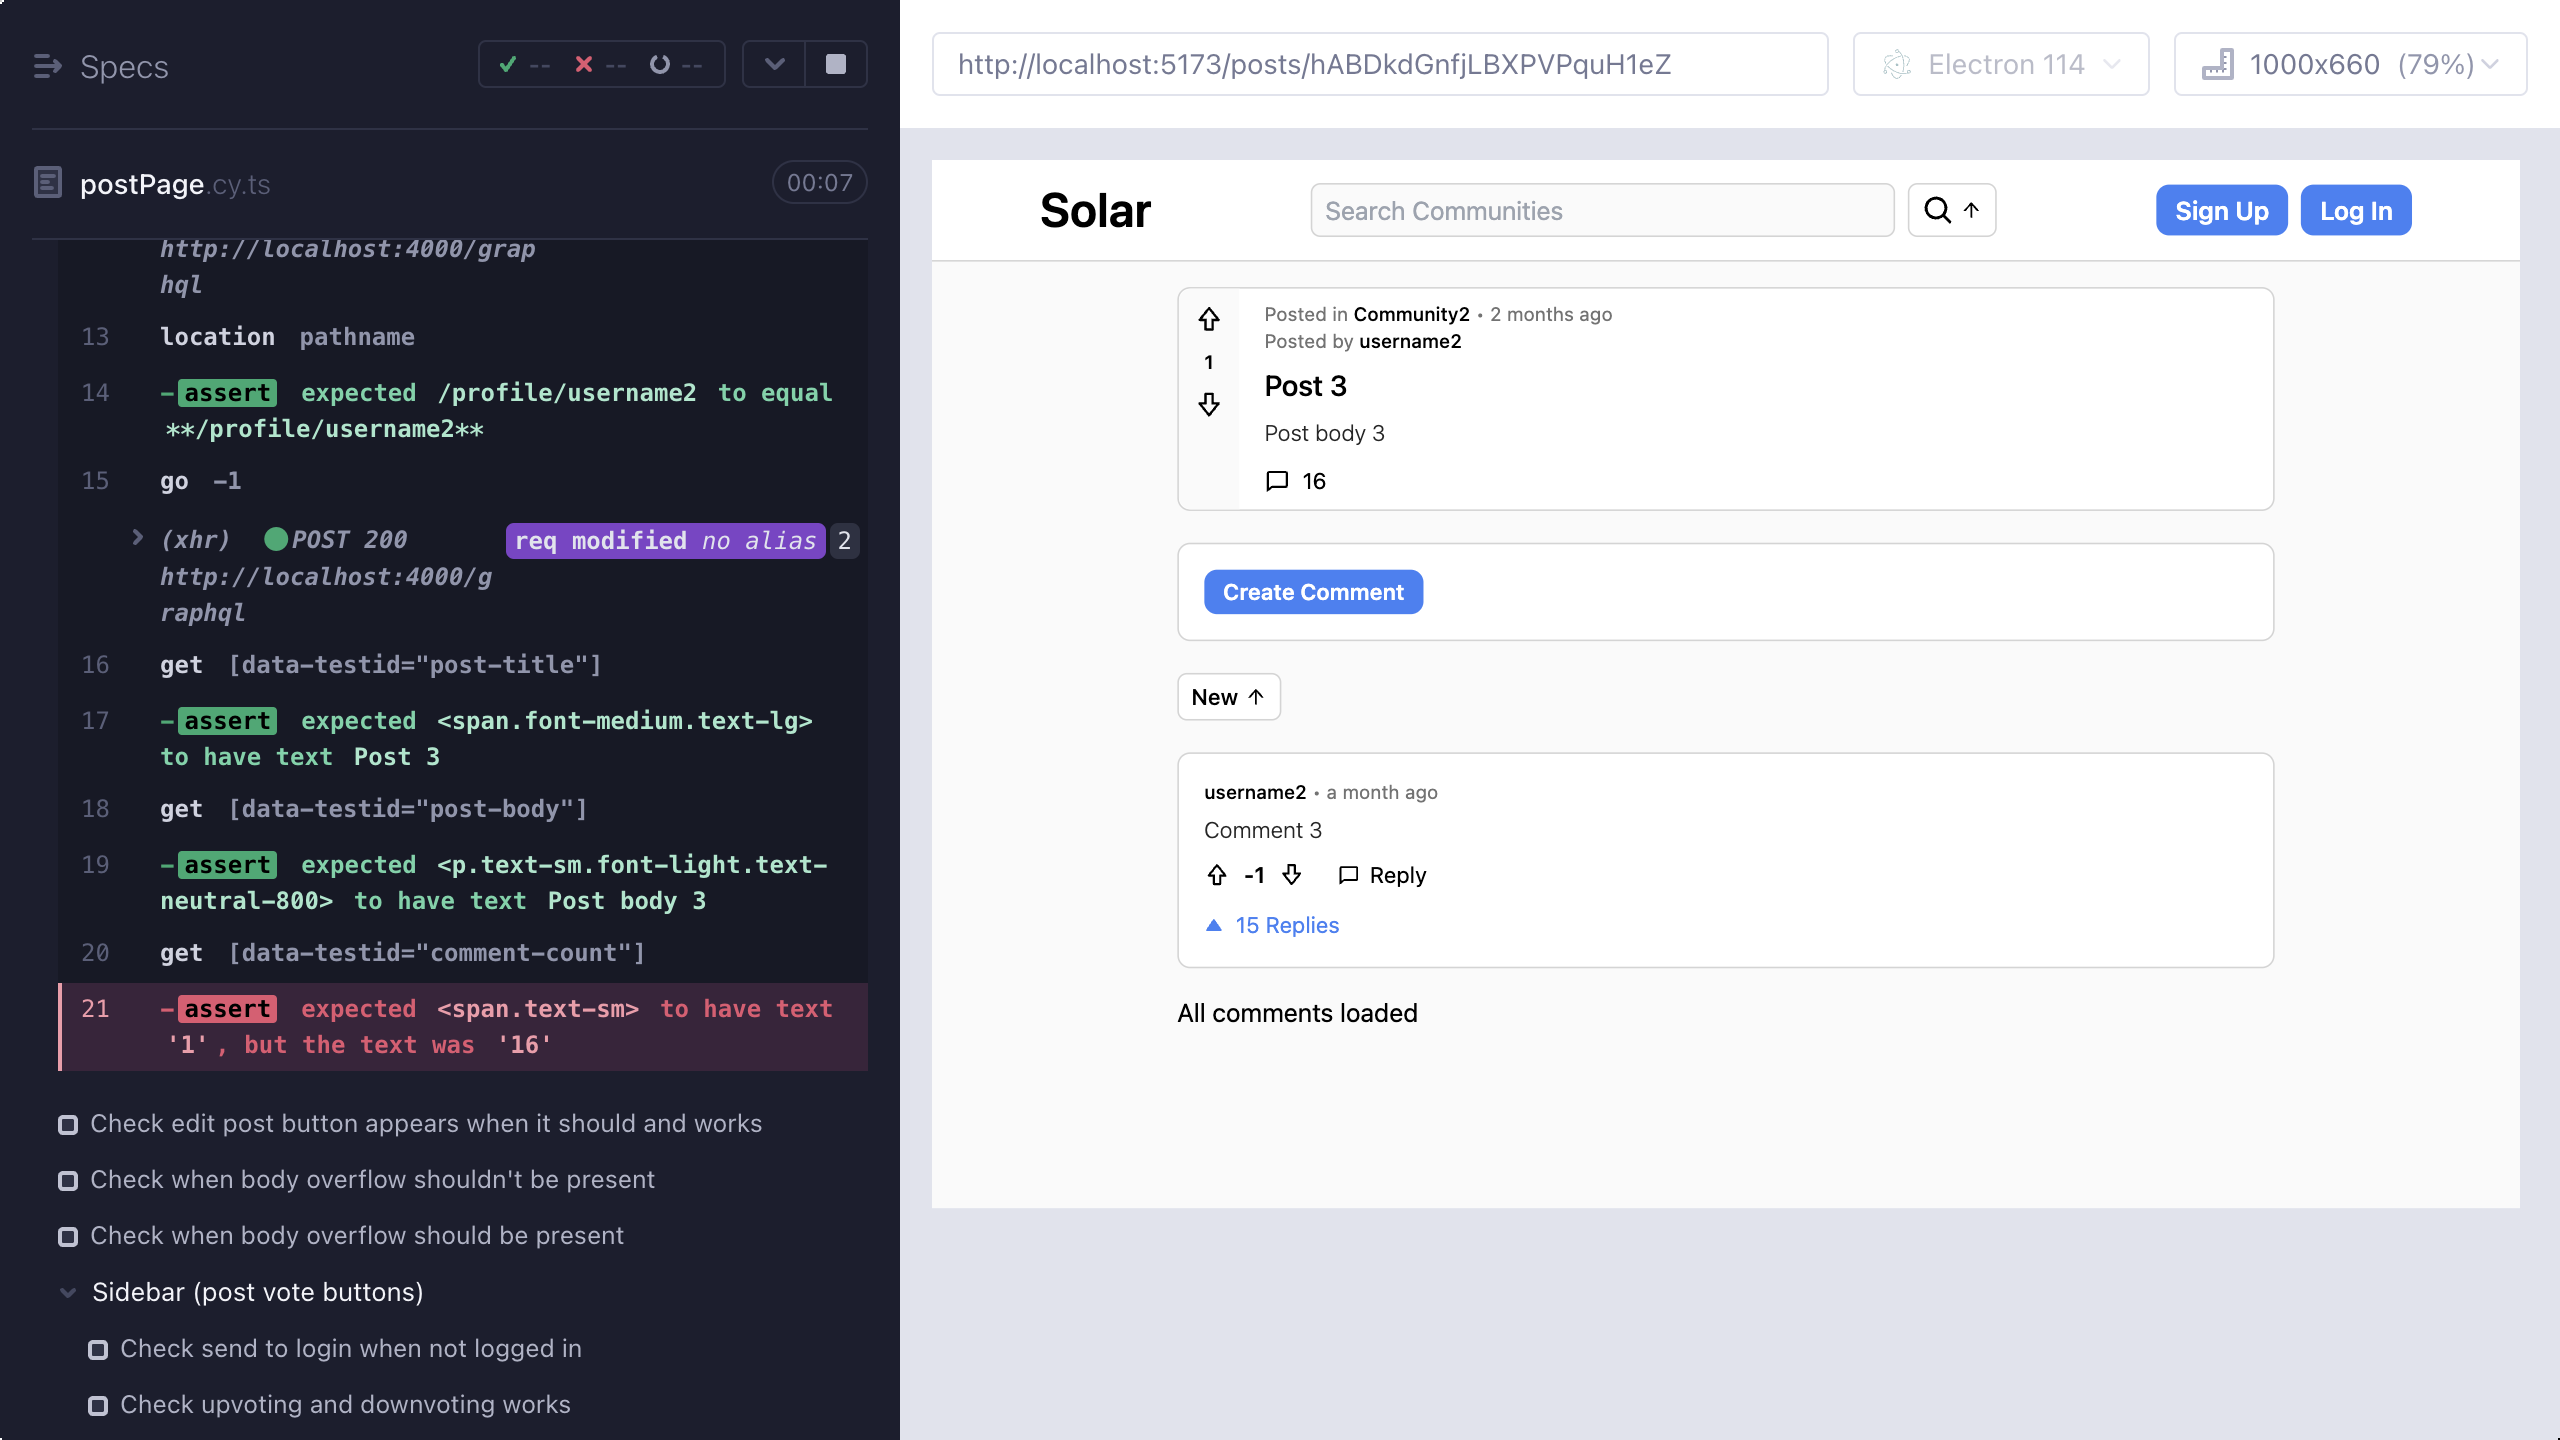 Specs
-- -- --
postPage.cy.ts
00:07
http://localhost:4000/grap
hql
13 location pathname
14 -assert expected /profile/username2 to equal
**/profile/username2**
15 go -1
(xhr) POST 200 req modified no alias 2
http://localhost:4000/g
raphql
16 get [data-testid="post-title"]
17 -assert expected <span.font-medium.text-lg>
to have text Post 3
18 get [data-testid="post-body"]
19 -assert expected <p.text-sm.font-light.text-
neutral-800> to have text Post body 3
20 get [data-testid="comment-count"]
21 -assert expected <span.text-sm> to have text
'1', but the text was '16'
Check edit post button appears when it should and works
Check when body overflow shouldn't be present
Check when body overflow should be present
Sidebar (post vote buttons)
Check send to login when not logged in
Check upvoting and downvoting works
http://localhost:5173/posts/hABDkdGnfjLBXPVPquH1eZ
Electron 114
1000x660 (79%)
Solar
Search Communities
Sign Up
Log In
Posted in Community2 • 2 months ago
Posted by username2
1
Post 3
Post body 3
16
Create Comment
New
username2 • a month ago
Comment 3
-1 Reply
15 Replies
All comments loaded